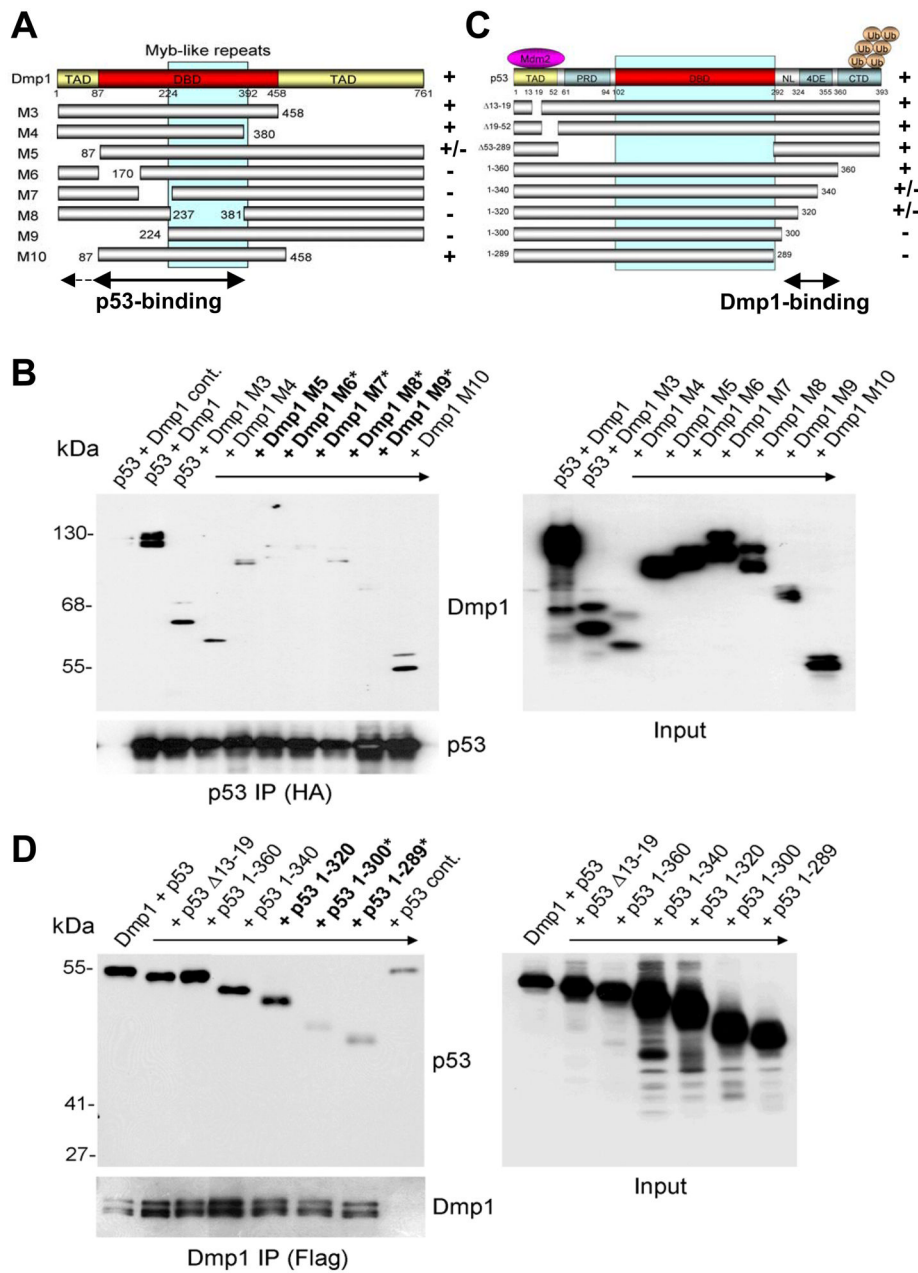 A
Myb-like repeats
Dmp1 TAD DBD TAD +
1 87 224 392 458 761
M3 458 +
M4 380 +
M5 87 +/-
M6 170 -
M7 -
M8 237 381 -
M9 224 -
M10 87 458 +
p53-binding
C
Mdm2
Ub Ub
Ub Ub
Ub Ub
p53 TAD PRD DBD NL 4DE CTD +
1 13 19 52 61 94 102 292 324 355 360 393
Δ13-19 +
Δ19-52 +
Δ53-289 +
1-360 360 +
1-340 340 +/-
1-320 320 +/-
1-300 300 -
1-289 289 -
Dmp1-binding
B
kDa
p53 + Dmp1 cont.
p53 + Dmp1
p53 + Dmp1 M3
+ Dmp1 M4
+ Dmp1 M5
+ Dmp1 M6*
+ Dmp1 M7*
+ Dmp1 M8*
+ Dmp1 M9*
+ Dmp1 M10
130-
68-
55-
Dmp1
p53
p53 IP (HA)
p53 + Dmp1
p53 + Dmp1 M3
+ Dmp1 M4
+ Dmp1 M5
+ Dmp1 M6
+ Dmp1 M7
+ Dmp1 M8
+ Dmp1 M9
+ Dmp1 M10
Input
D
kDa
Dmp1 + p53
+ p53 Δ13-19
+ p53 1-360
+ p53 1-340
+ p53 1-320
+ p53 1-300*
+ p53 1-289*
+ p53 cont.
55-
41-
27-
p53
Dmp1
Dmp1 IP (Flag)
Dmp1 + p53
+ p53 Δ13-19
+ p53 1-360
+ p53 1-340
+ p53 1-320
+ p53 1-300
+ p53 1-289
Input